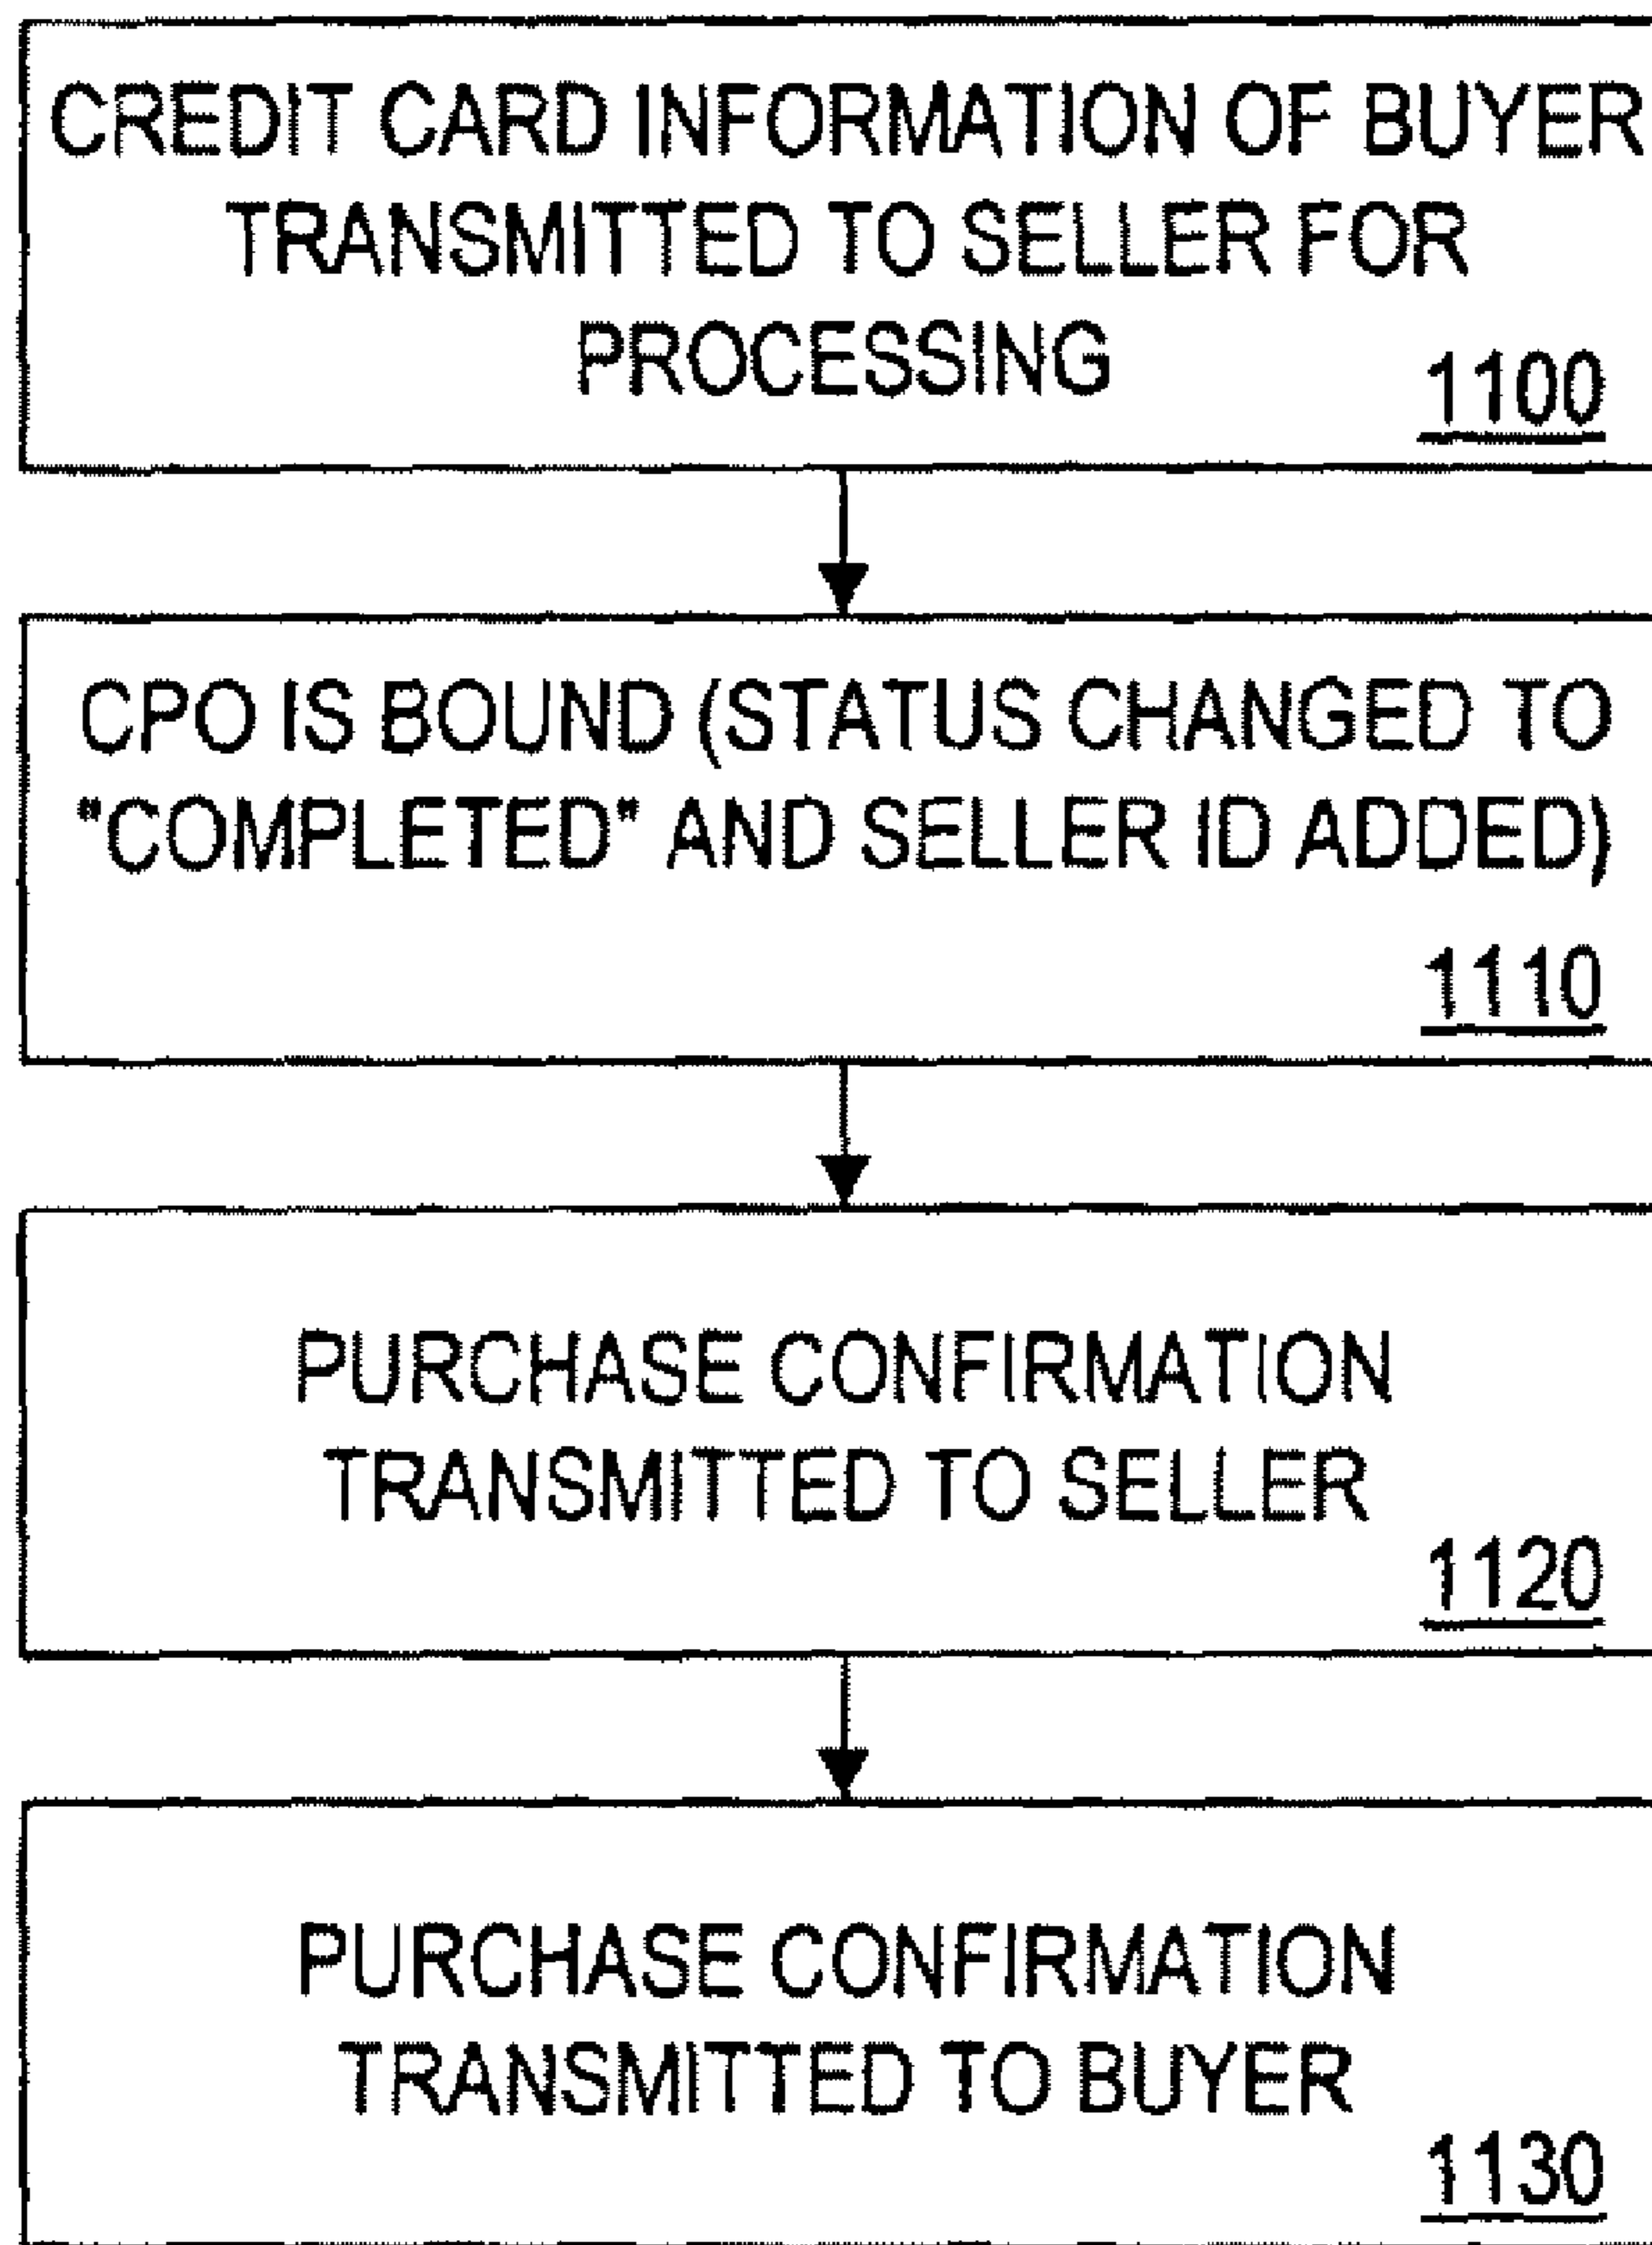 CREDIT CARD INFORMATION OF BUYER
TRANSMITTED TO SELLER FOR
PROCESSING
1100
CPO IS BOUND (STATUS CHANGED TO
"COMPLETED" AND SELLER ID ADDED)
1110
PURCHASE CONFIRMATION
TRANSMITTED TO SELLER
1120
PURCHASE CONFIRMATION
TRANSMITTED TO BUYER
1130